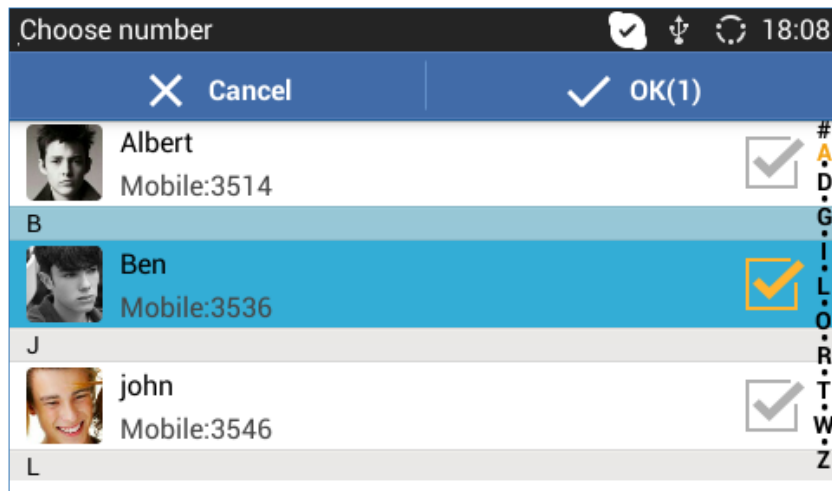 Choose number 18:08
Cancel OK(1)
Albert
Mobile:3514
B
Ben
Mobile:3536
J
john
Mobile:3546
L
#
A
D
G
I
L
O
R
T
W
Z